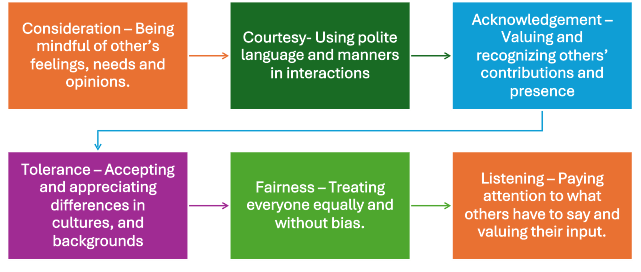 Consideration – Being
mindful of other's
feelings, needs and
opinions.
Courtesy- Using polite
language and manners
in interactions
Acknowledgement –
Valuing and
recognizing others'
contributions and
presence
Tolerance – Accepting
and appreciating
differences in
cultures, and
backgrounds
Fairness – Treating
everyone equally and
without bias.
Listening – Paying
attention to what
others have to say and
valuing their input.